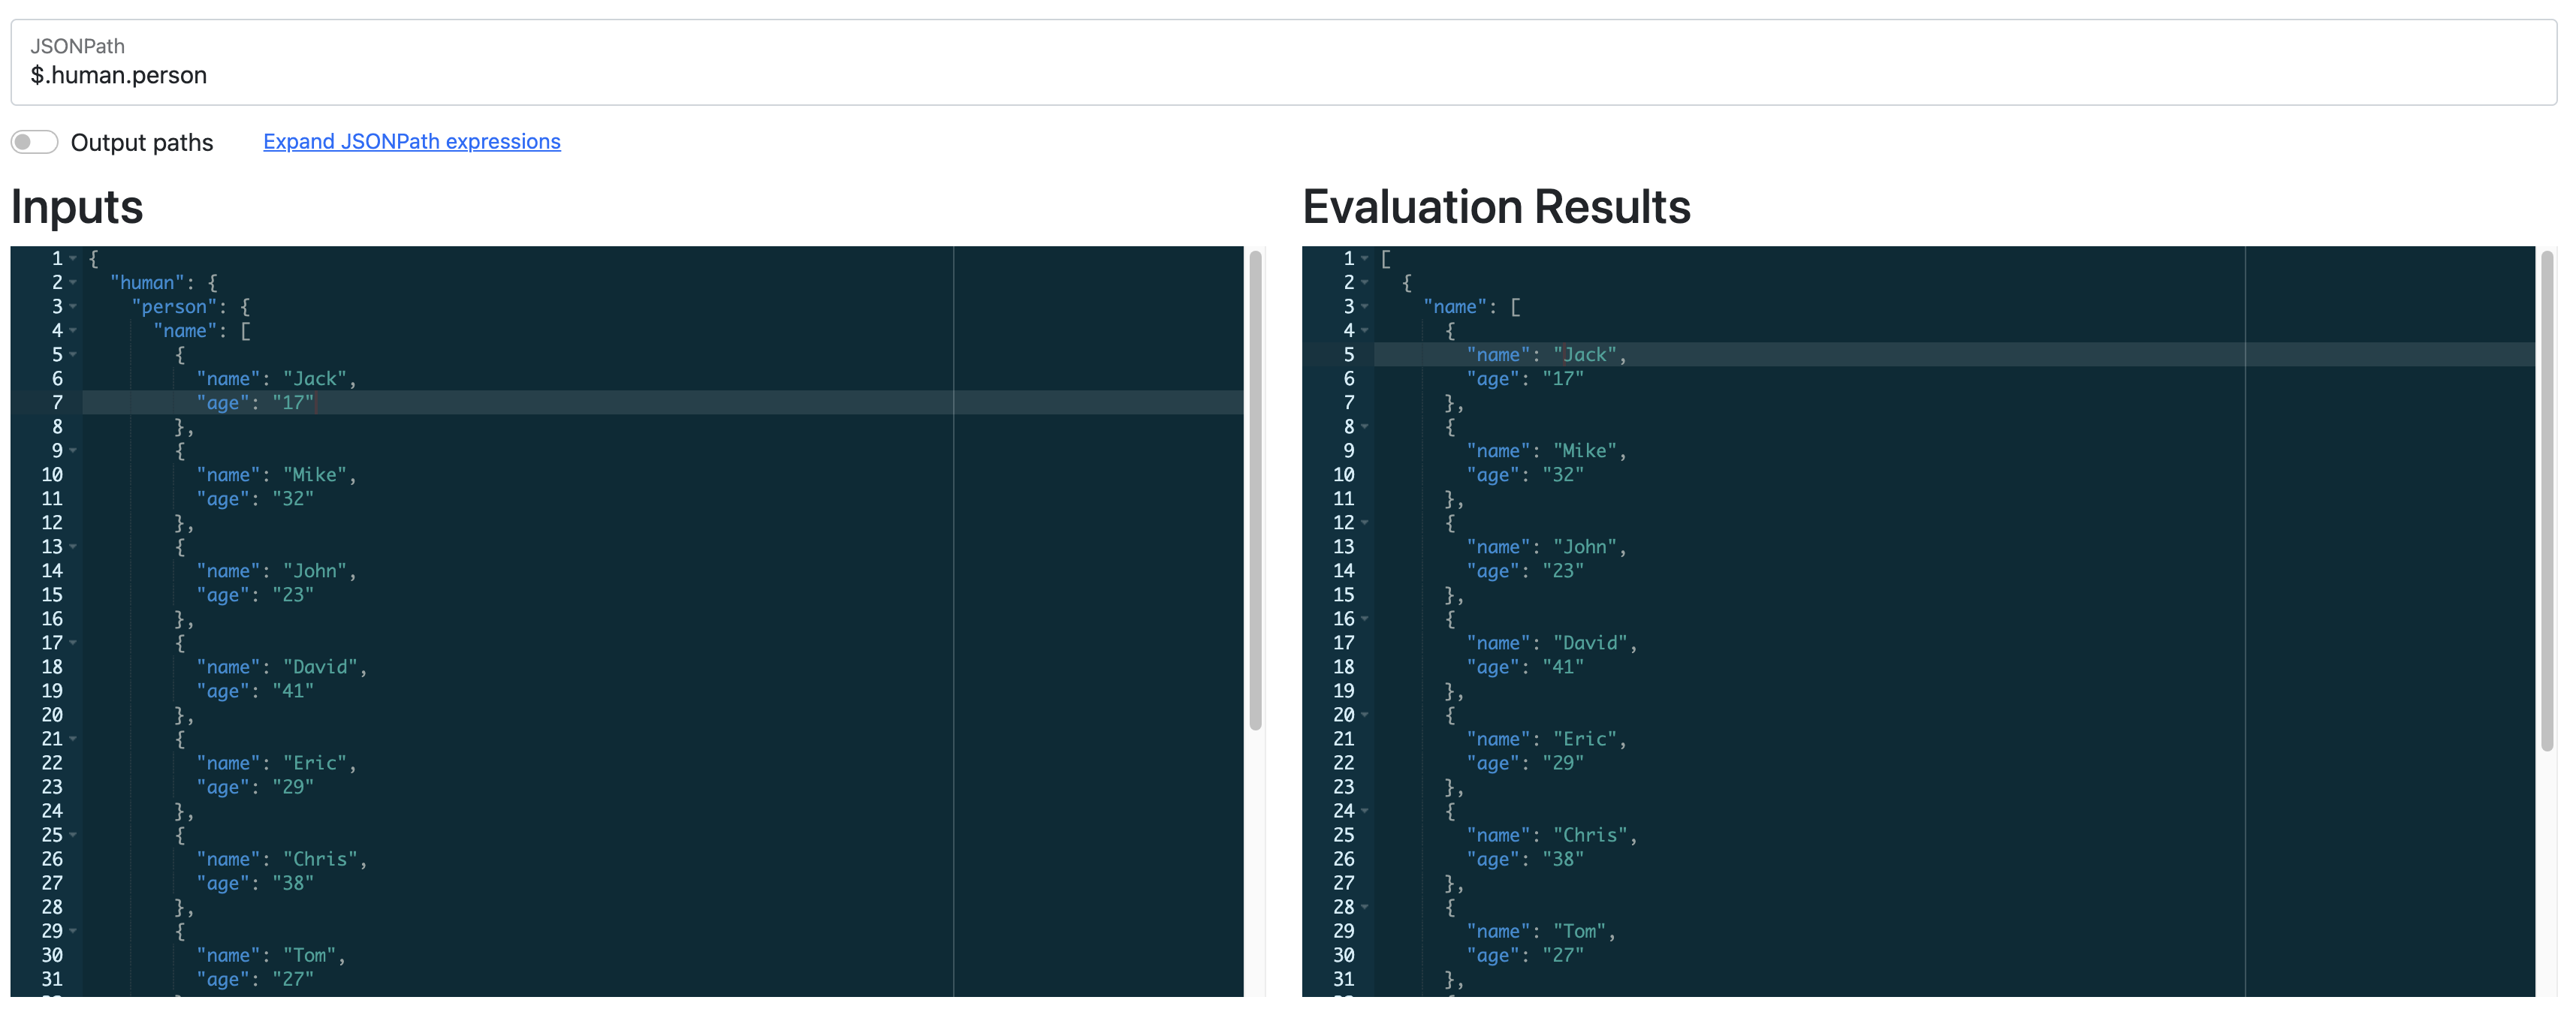 JSONPath
$.human.person
Output paths
Expand JSONPath expressions
Inputs
1 {
2 "human": {
3 "person": {
4 "name": [
5 {
6 "name": "Jack",
7 "age": "17"
8 },
9 {
10 "name": "Mike",
11 "age": "32"
12 },
13 {
14 "name": "John",
15 "age": "23"
16 },
17 {
18 "name": "David",
19 "age": "41"
20 },
21 {
22 "name": "Eric",
23 "age": "29"
24 },
25 {
26 "name": "Chris",
27 "age": "38"
28 },
29 {
30 "name": "Tom",
31 "age": "27"
Evaluation Results
1 [
2 {
3 "name": [
4 {
5 "name": "Jack",
6 "age": "17"
7 },
8 {
9 "name": "Mike",
10 "age": "32"
11 },
12 {
13 "name": "John",
14 "age": "23"
15 },
16 {
17 "name": "David",
18 "age": "41"
19 },
20 {
21 "name": "Eric",
22 "age": "29"
23 },
24 {
25 "name": "Chris",
26 "age": "38"
27 },
28 {
29 "name": "Tom",
30 "age": "27"
31 },